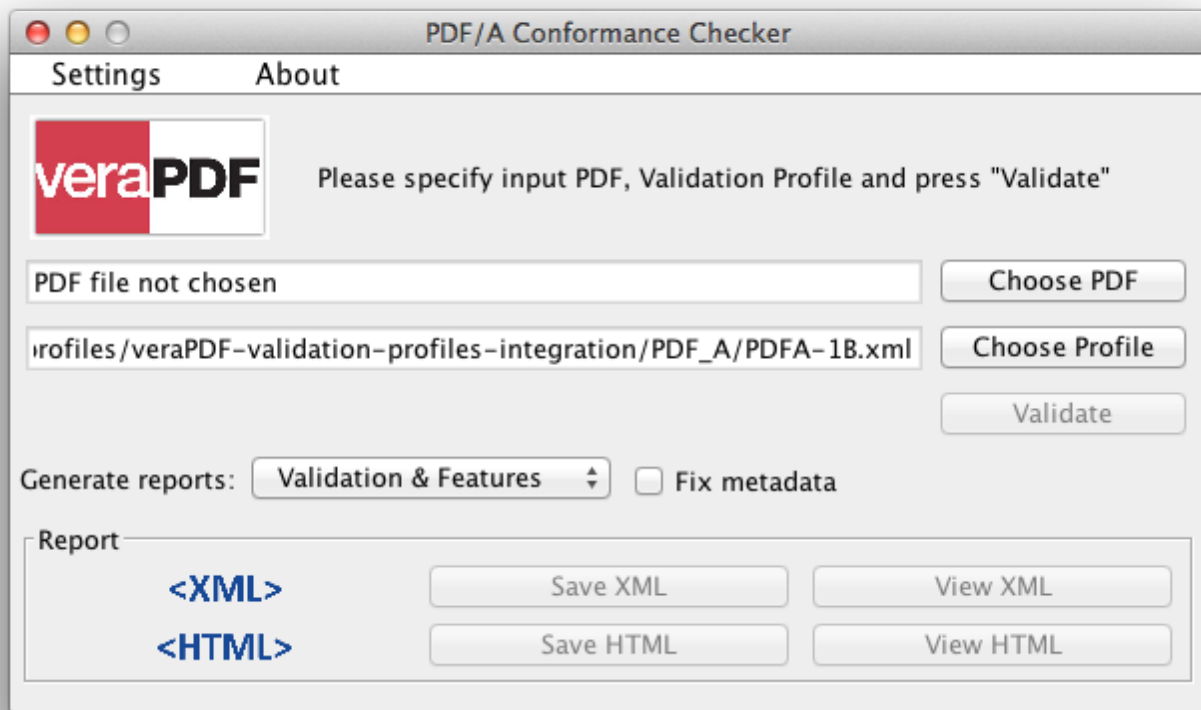 PDF/A Conformance Checker
Settings About
veraPDF
Please specify input PDF, Validation Profile and press "Validate"
PDF file not chosen Choose PDF
rofiles/veraPDF-validation-profiles-integration/PDF_A/PDFA-1B.xml Choose Profile
Validate
Generate reports: Validation & Features Fix metadata
Report
<XML> Save XML View XML
<HTML> Save HTML View HTML